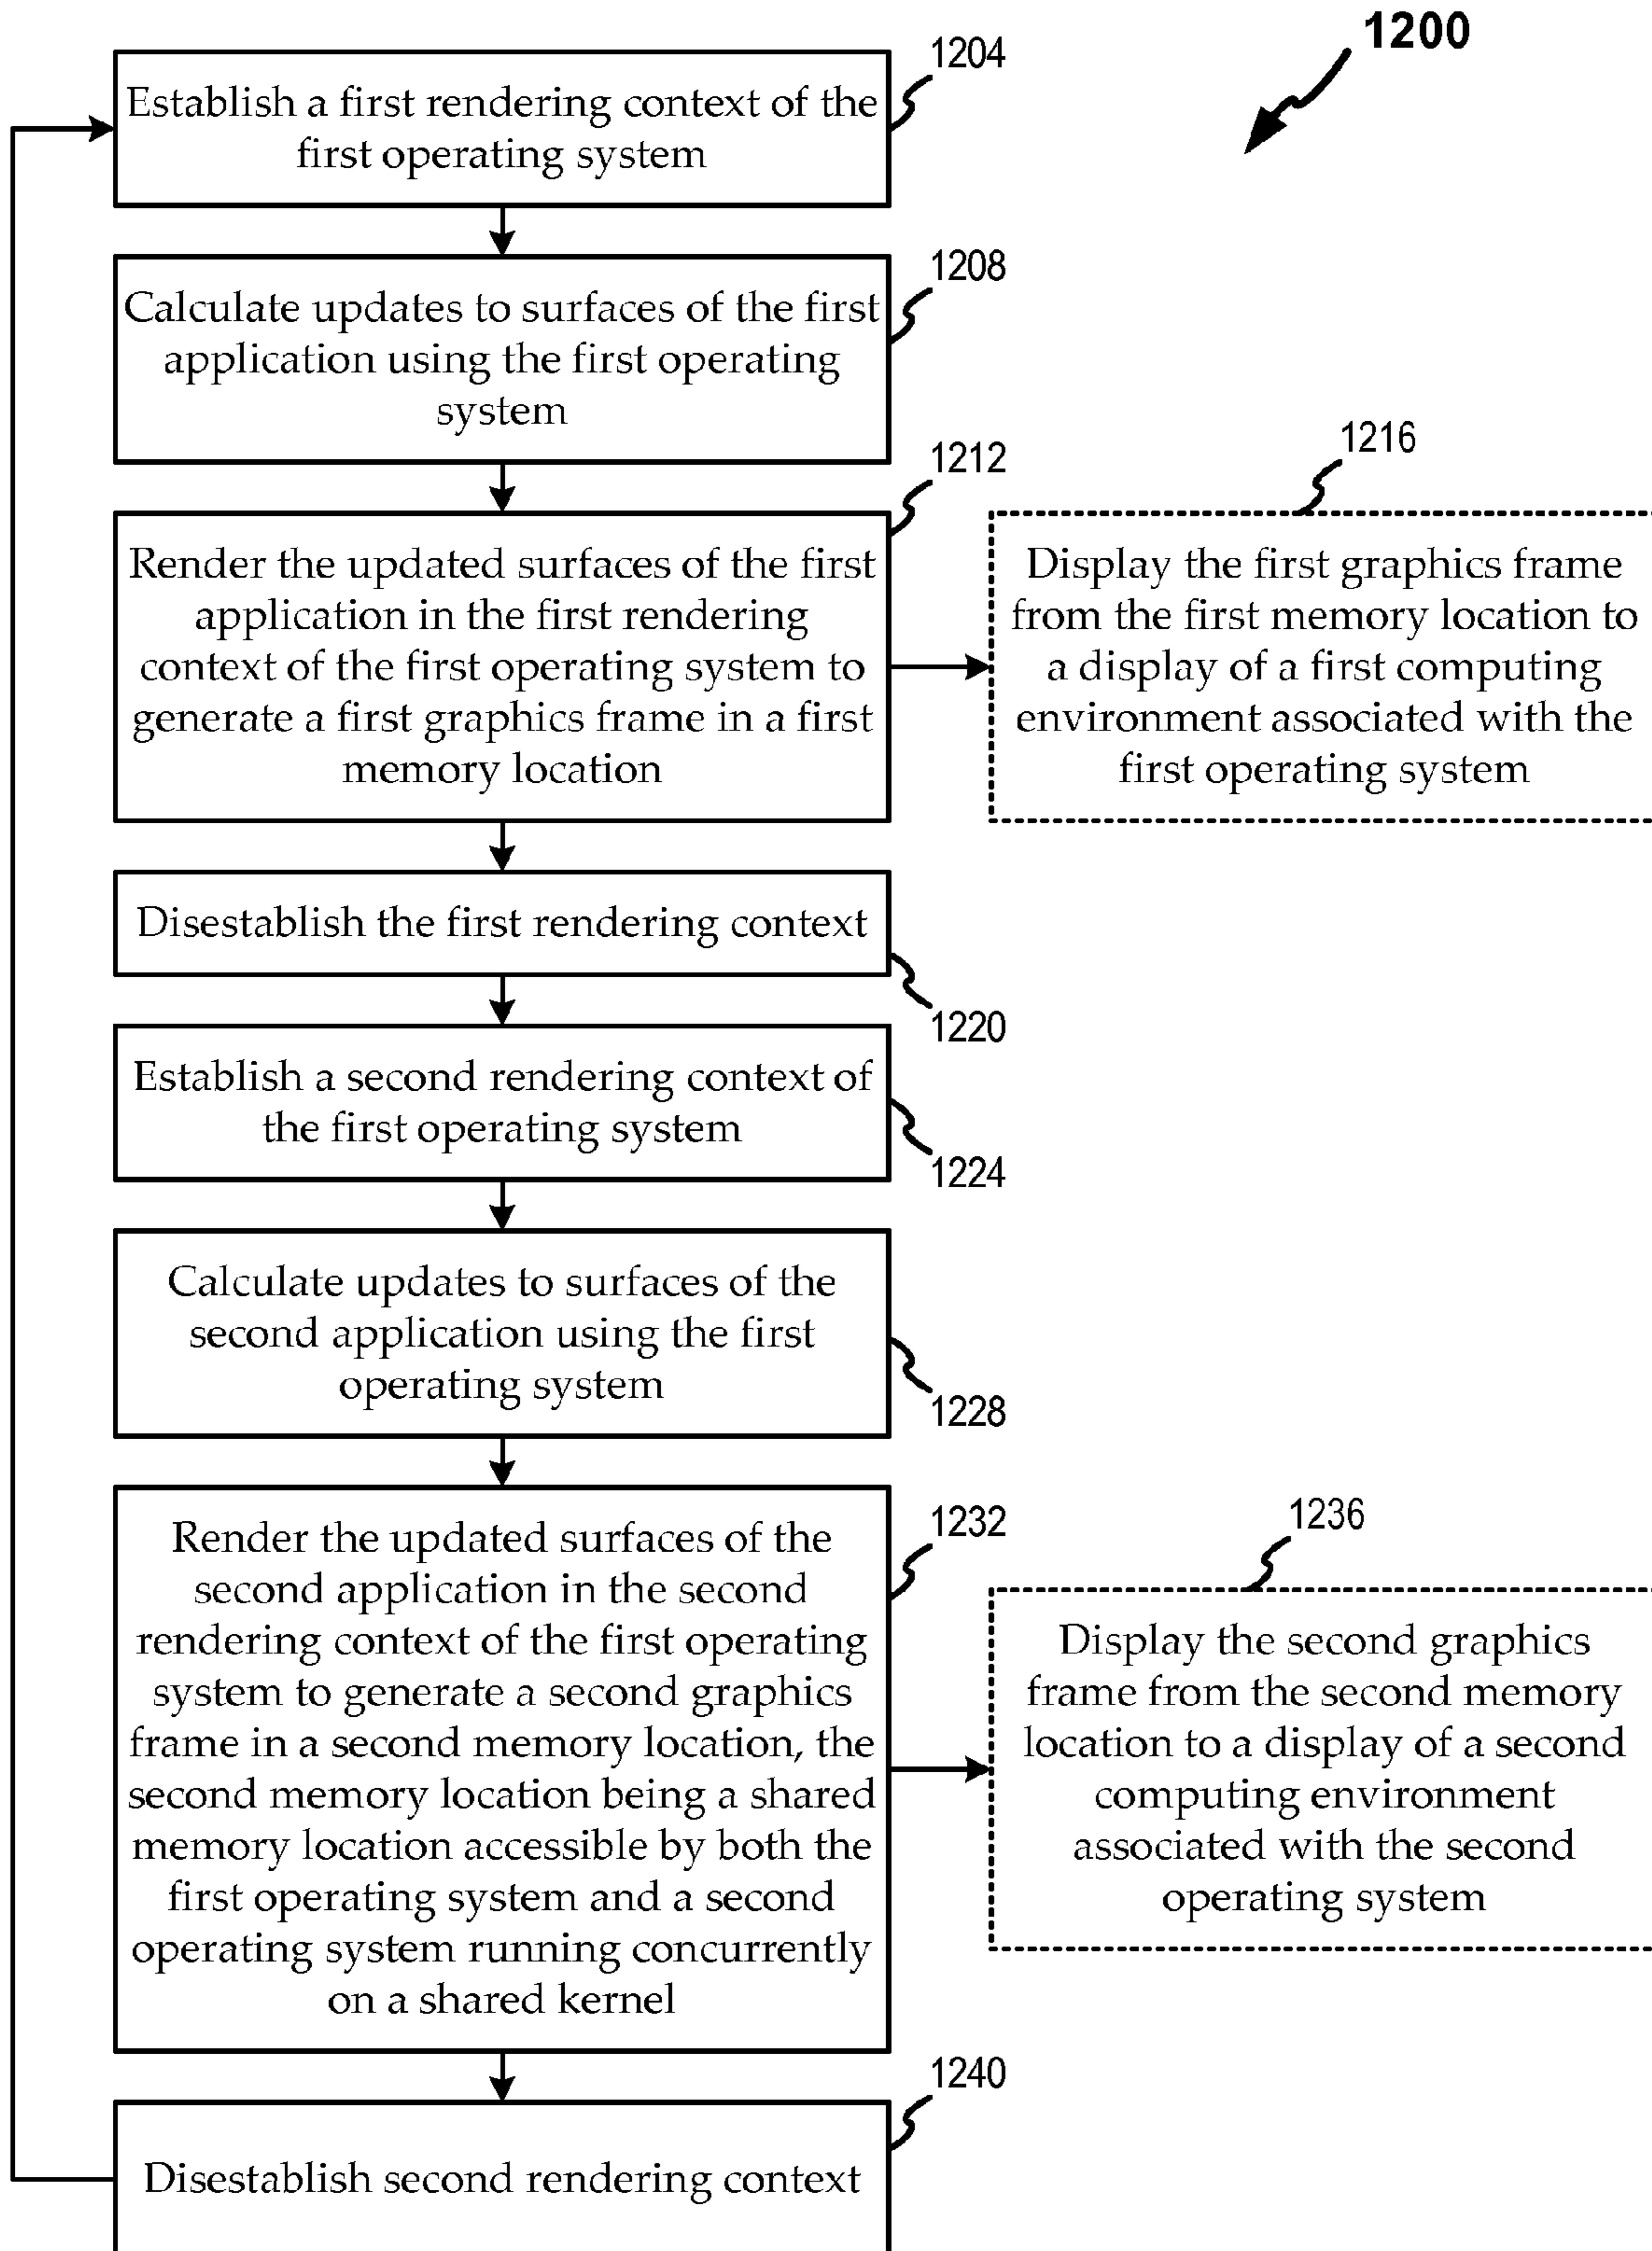 1200
1204
Establish a first rendering context of the
first operating system
1208
Calculate updates to surfaces of the first
application using the first operating
system
1212
Render the updated surfaces of the first
application in the first rendering
context of the first operating system to
generate a first graphics frame in a first
memory location
1216
Display the first graphics frame
from the first memory location to
a display of a first computing
environment associated with the
first operating system
Disestablish the first rendering context
1220
Establish a second rendering context of
the first operating system
1224
Calculate updates to surfaces of the
second application using the first
operating system
1228
1232
Render the updated surfaces of the
second application in the second
rendering context of the first operating
system to generate a second graphics
frame in a second memory location, the
second memory location being a shared
memory location accessible by both the
first operating system and a second
operating system running concurrently
on a shared kernel
1236
Display the second graphics
frame from the second memory
location to a display of a second
computing environment
associated with the second
operating system
1240
Disestablish second rendering context